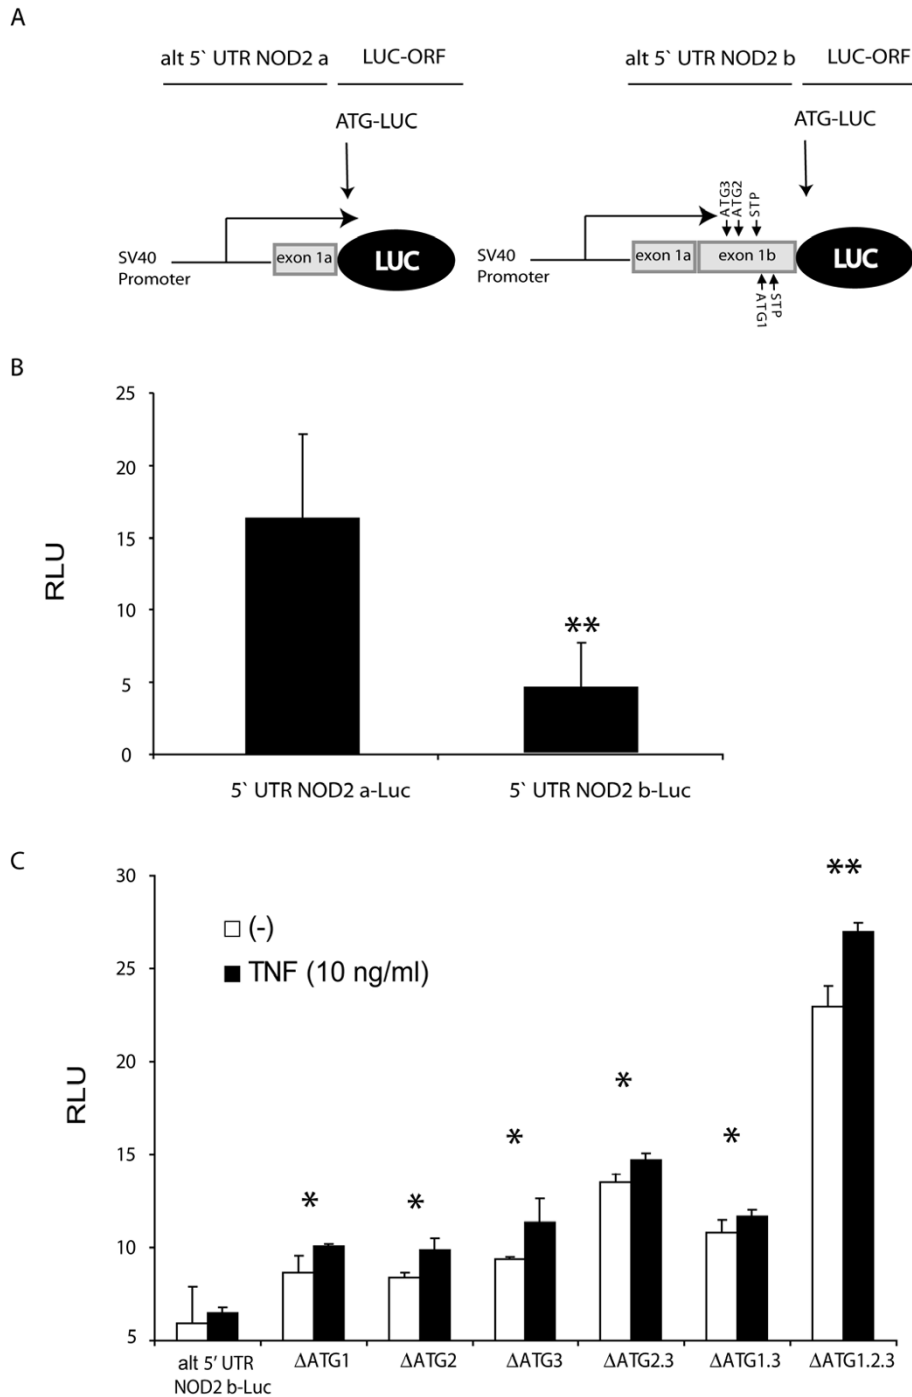 A
alt 5` UTR NOD2 a
LUC-ORF
alt 5` UTR NOD2 b
LUC-ORF
ATG-LUC
ATG-LUC
ATG3
ATG2
STP
SV40
Promoter
exon 1a
LUC
SV40
Promoter
exon 1a
exon 1b
LUC
ATG1
STP
B
25
20
15
10
5
0
RLU
**
5` UTR NOD2 a-Luc
5` UTR NOD2 b-Luc
C
30
25
20
15
10
5
RLU
(-)
TNF (10 ng/ml)
*
*
*
*
*
**
alt 5' UTR
NOD2 b-Luc
ΔATG1
ΔATG2
ΔATG3
ΔATG2.3
ΔATG1.3
ΔATG1.2.3